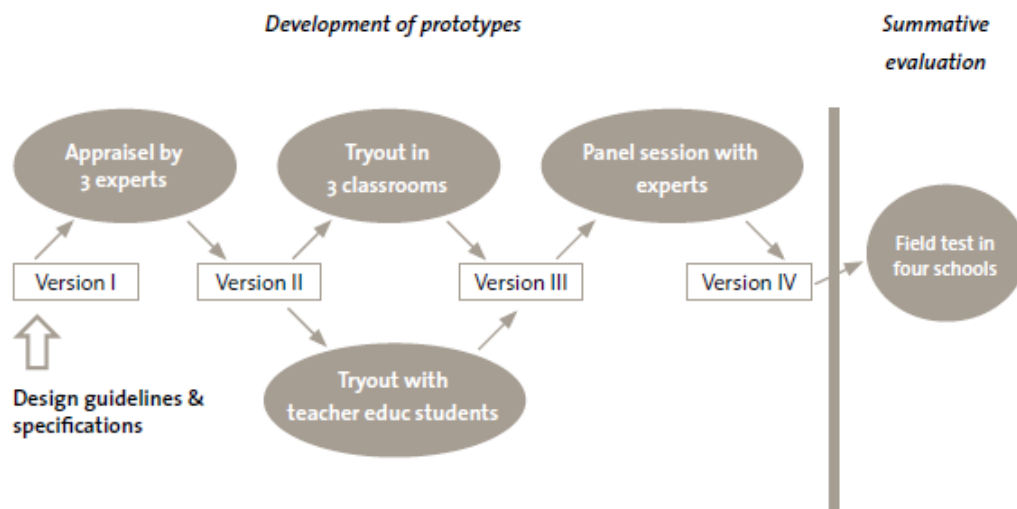 Development of prototypes
Summative
evaluation
Appraisel by
3 experts
Tryout in
3 classrooms
Panel session with
experts
Field test in
four schools
Version I
Version II
Version III
Version IV
Design guidelines &
specifications
Tryout with
teacher educ students